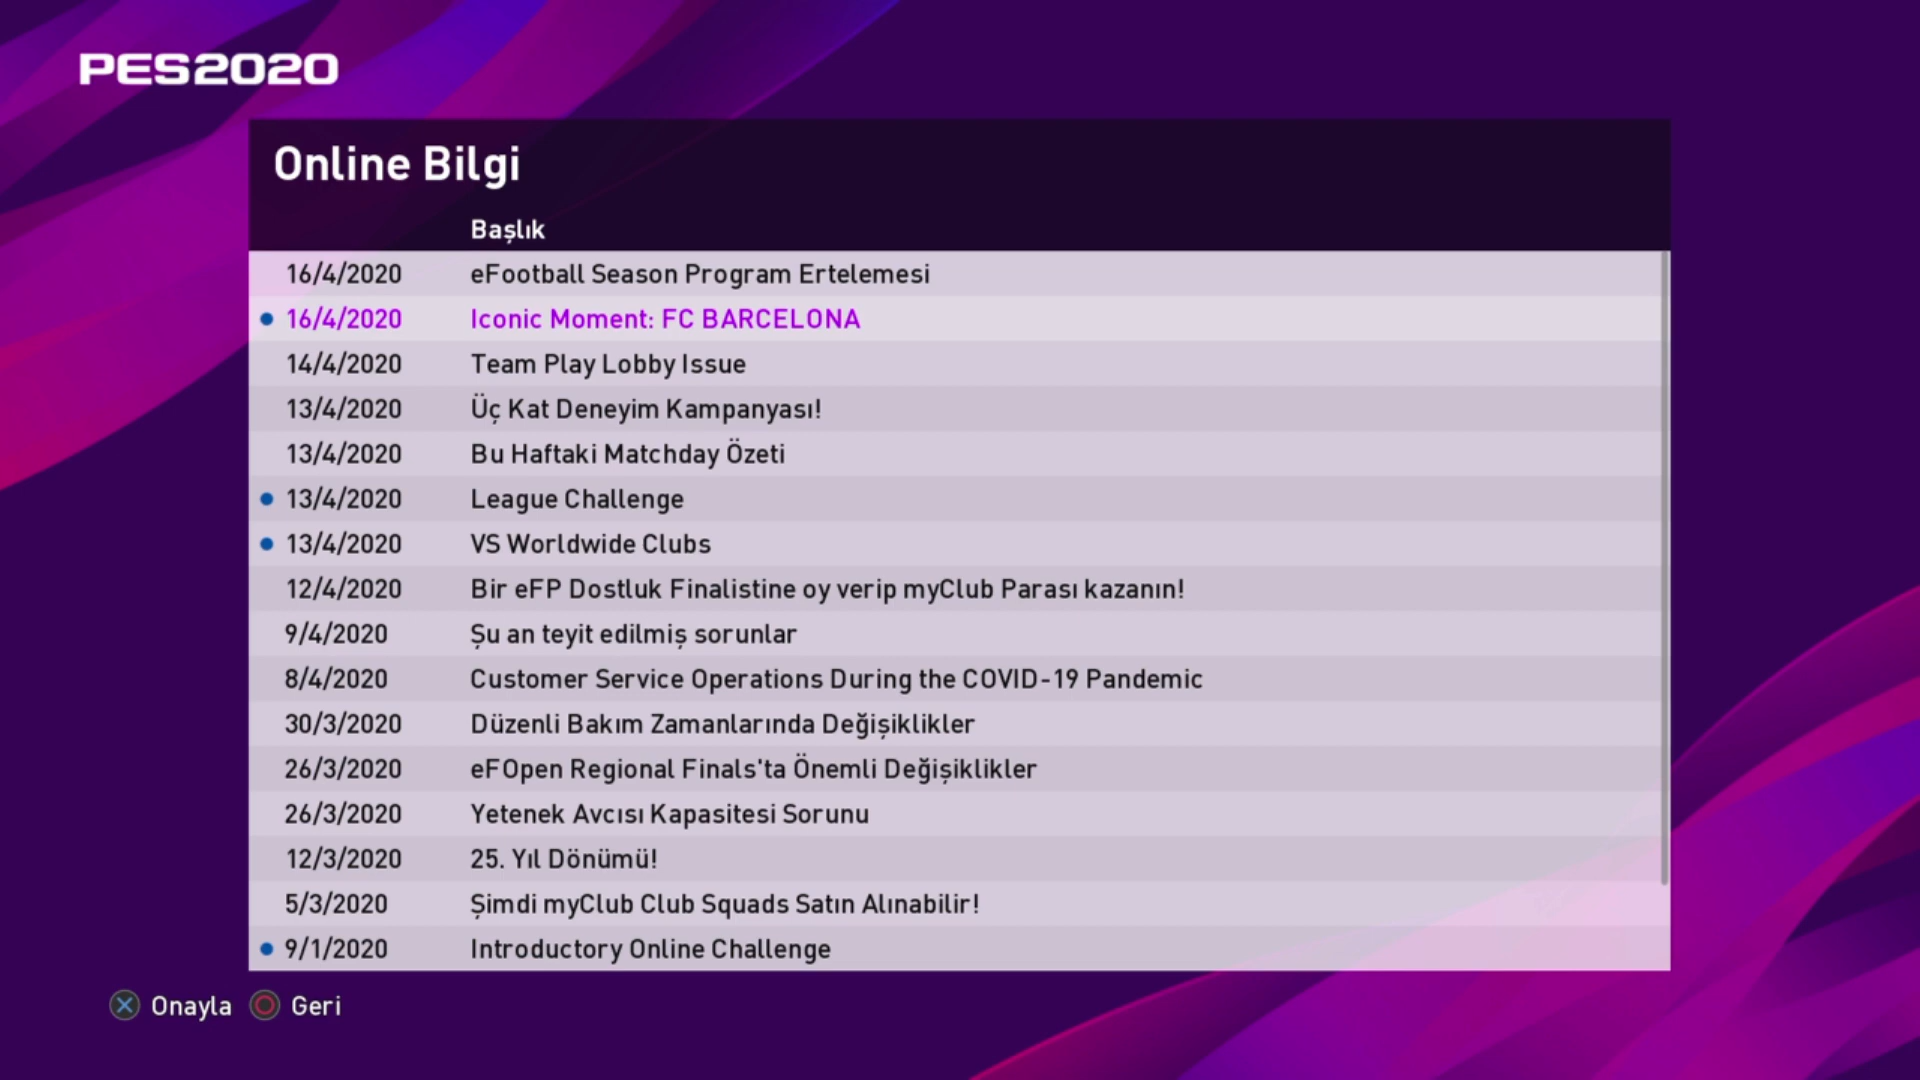 PES2020
Online Bilgi
Başlık
16/4/2020 eFootball Season Program Ertelemesi
16/4/2020 Iconic Moment: FC BARCELONA
14/4/2020 Team Play Lobby Issue
13/4/2020 Üç Kat Deneyim Kampanyası!
13/4/2020 Bu Haftaki Matchday Özeti
13/4/2020 League Challenge
13/4/2020 VS Worldwide Clubs
12/4/2020 Bir eFP Dostluk Finalistine oy verip myClub Parası kazanın!
9/4/2020 Şu an teyit edilmiş sorunlar
8/4/2020 Customer Service Operations During the COVID-19 Pandemic
30/3/2020 Düzenli Bakım Zamanlarında Değişiklikler
26/3/2020 eFOpen Regional Finals'ta Önemli Değişiklikler
26/3/2020 Yetenek Avcısı Kapasitesi Sorunu
12/3/2020 25. Yıl Dönümü!
5/3/2020 Şimdi myClub Club Squads Satın Alınabilir!
9/1/2020 Introductory Online Challenge
Onayla Geri